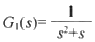 G₁(s)= 1/(s²+s)